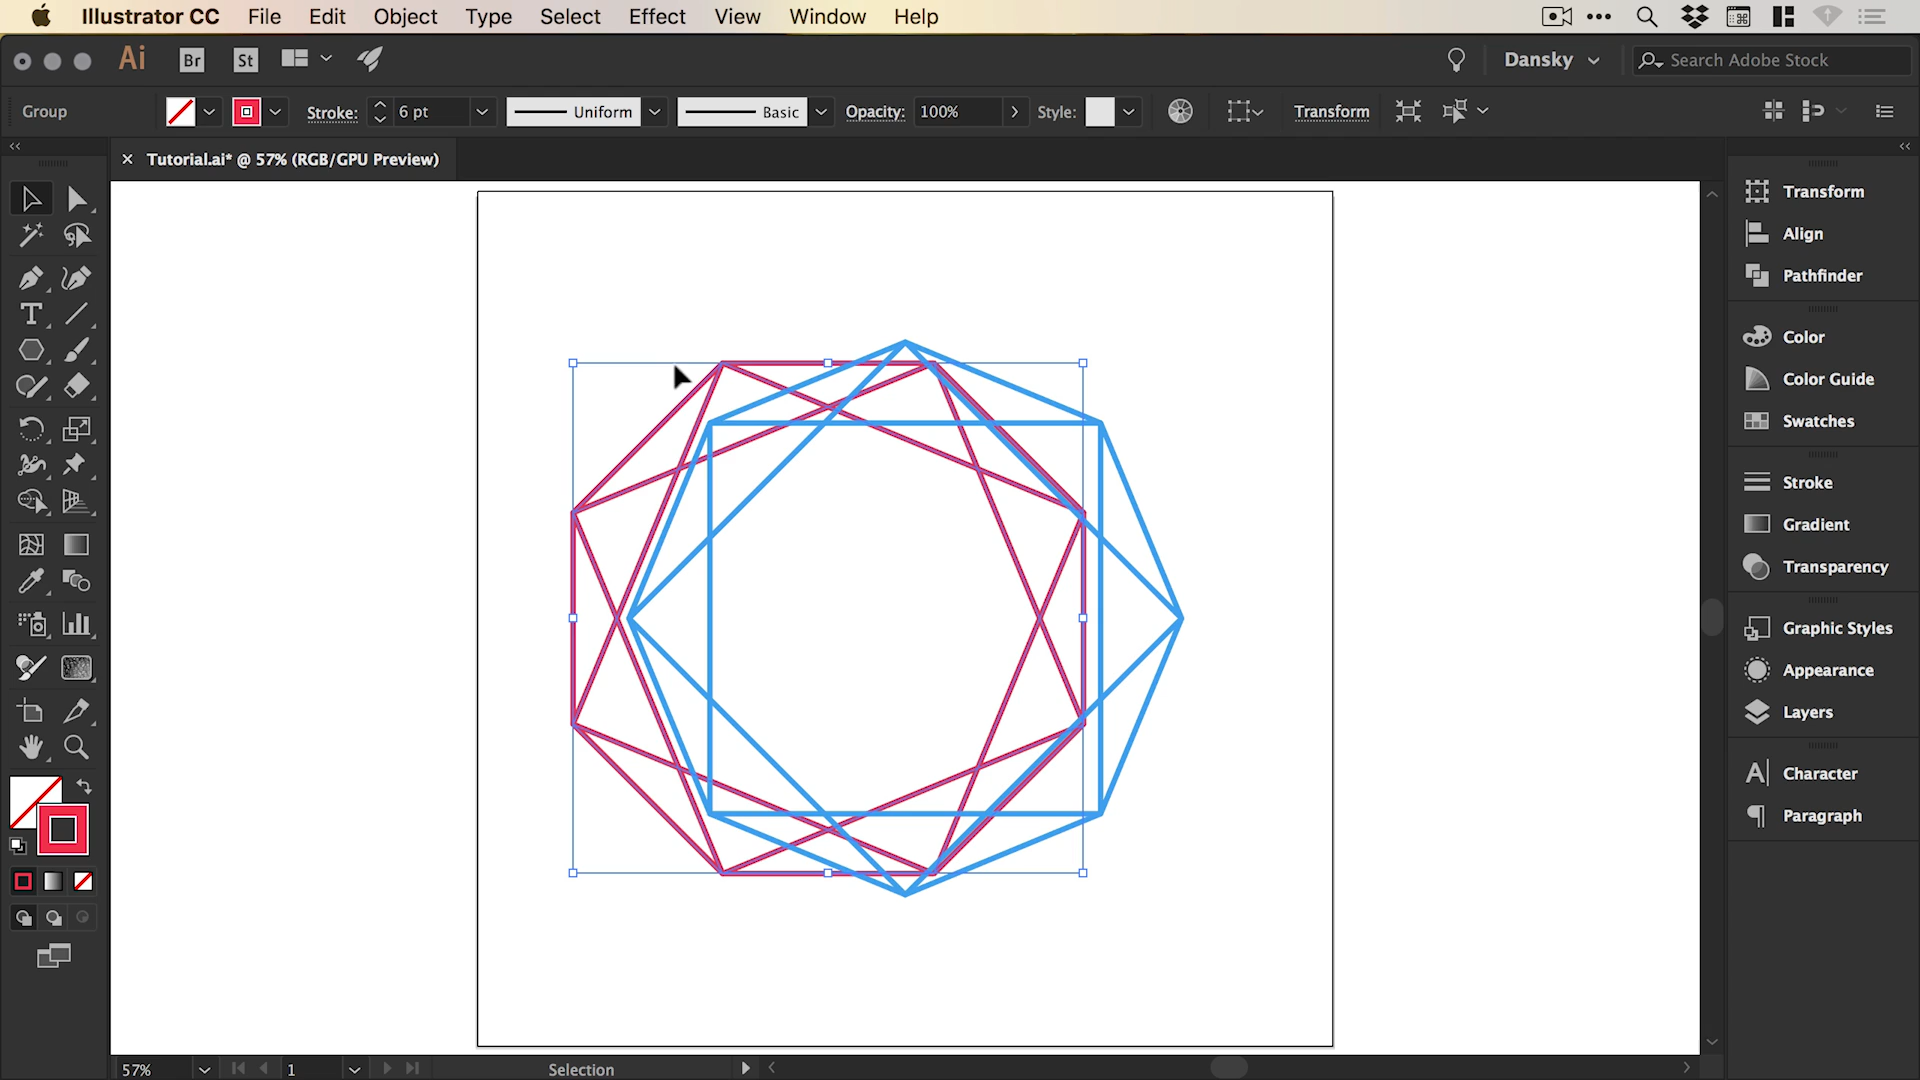 Illustrator CC File Edit Object Type Select Effect View Window Help
Ai Br St Dansky Search Adobe Stock
Group Stroke: 6 pt Uniform Basic Opacity: 100% Style: Transform
Tutorial.ai* @ 57% (RGB/GPU Preview)
Transform
Align
Pathfinder
Color
Color Guide
Swatches
Stroke
Gradient
Transparency
Graphic Styles
Appearance
Layers
Character
Paragraph
57% 1 Selection